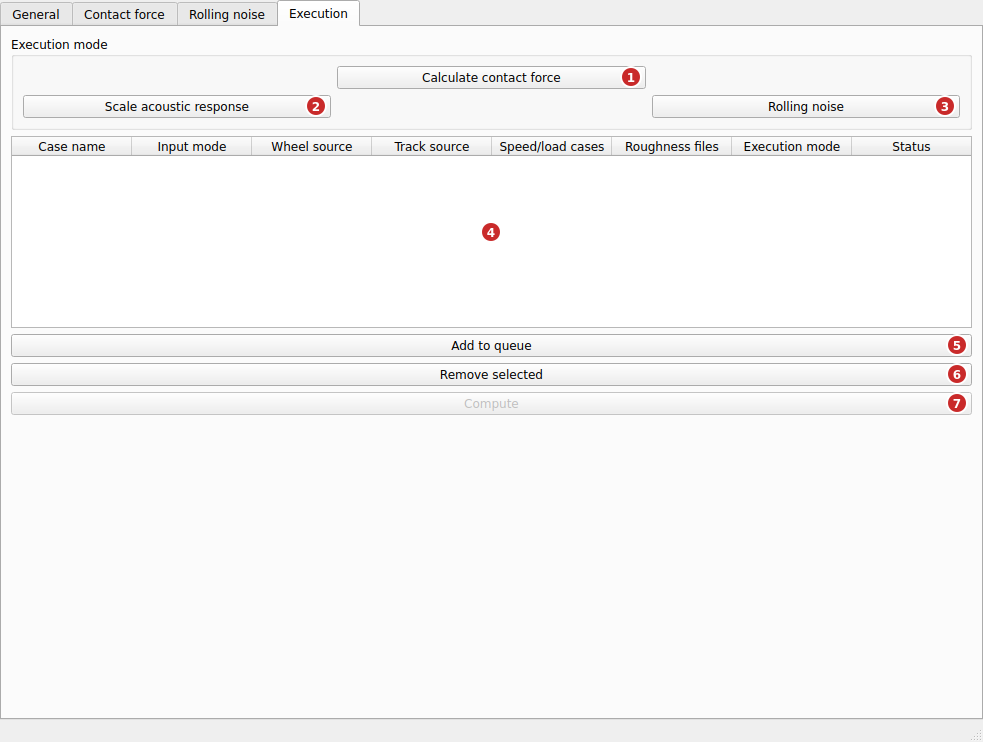 General Contact force Rolling noise Execution
Execution mode
Calculate contact force 1
Scale acoustic response 2 Rolling noise 3
Case name Input mode Wheel source Track source Speed/load cases Roughness files Execution mode Status
4
Add to queue 5
Remove selected 6
Compute 7